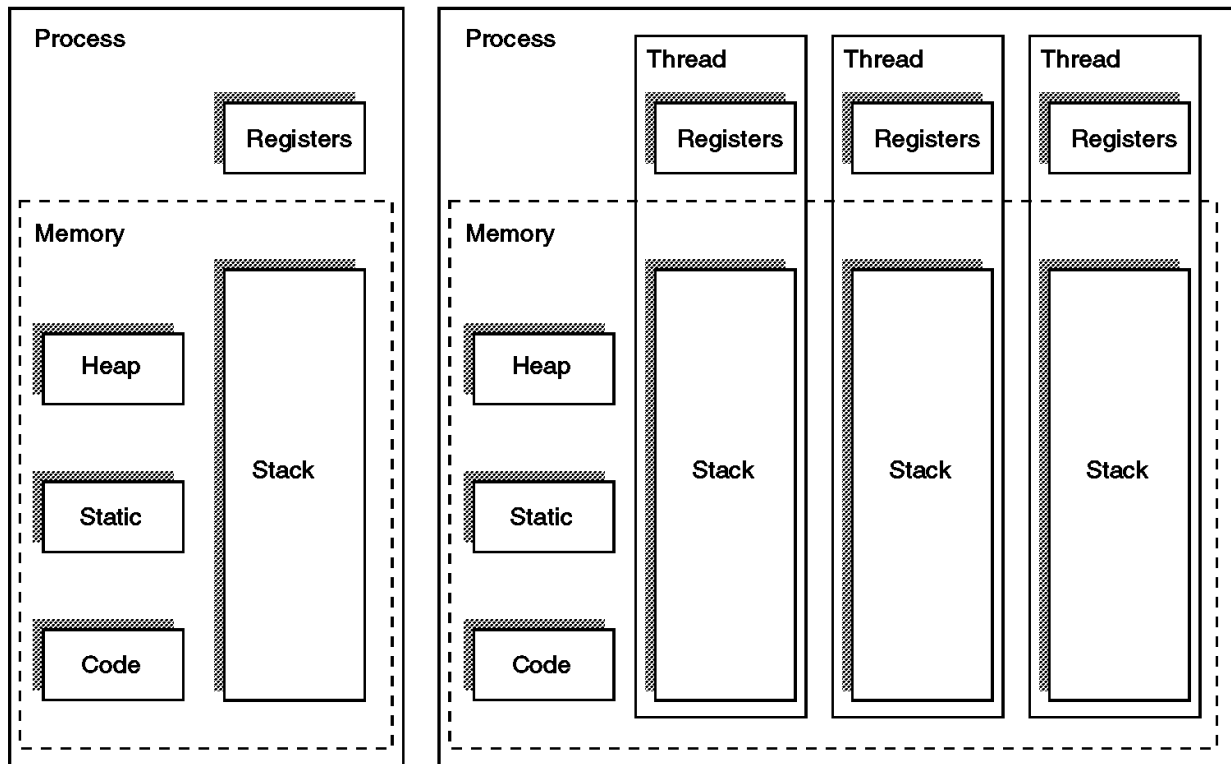 Process
Registers
Memory
Heap
Stack
Static
Code
Process
Thread
Thread
Thread
Registers
Registers
Registers
Memory
Heap
Stack
Stack
Stack
Static
Code